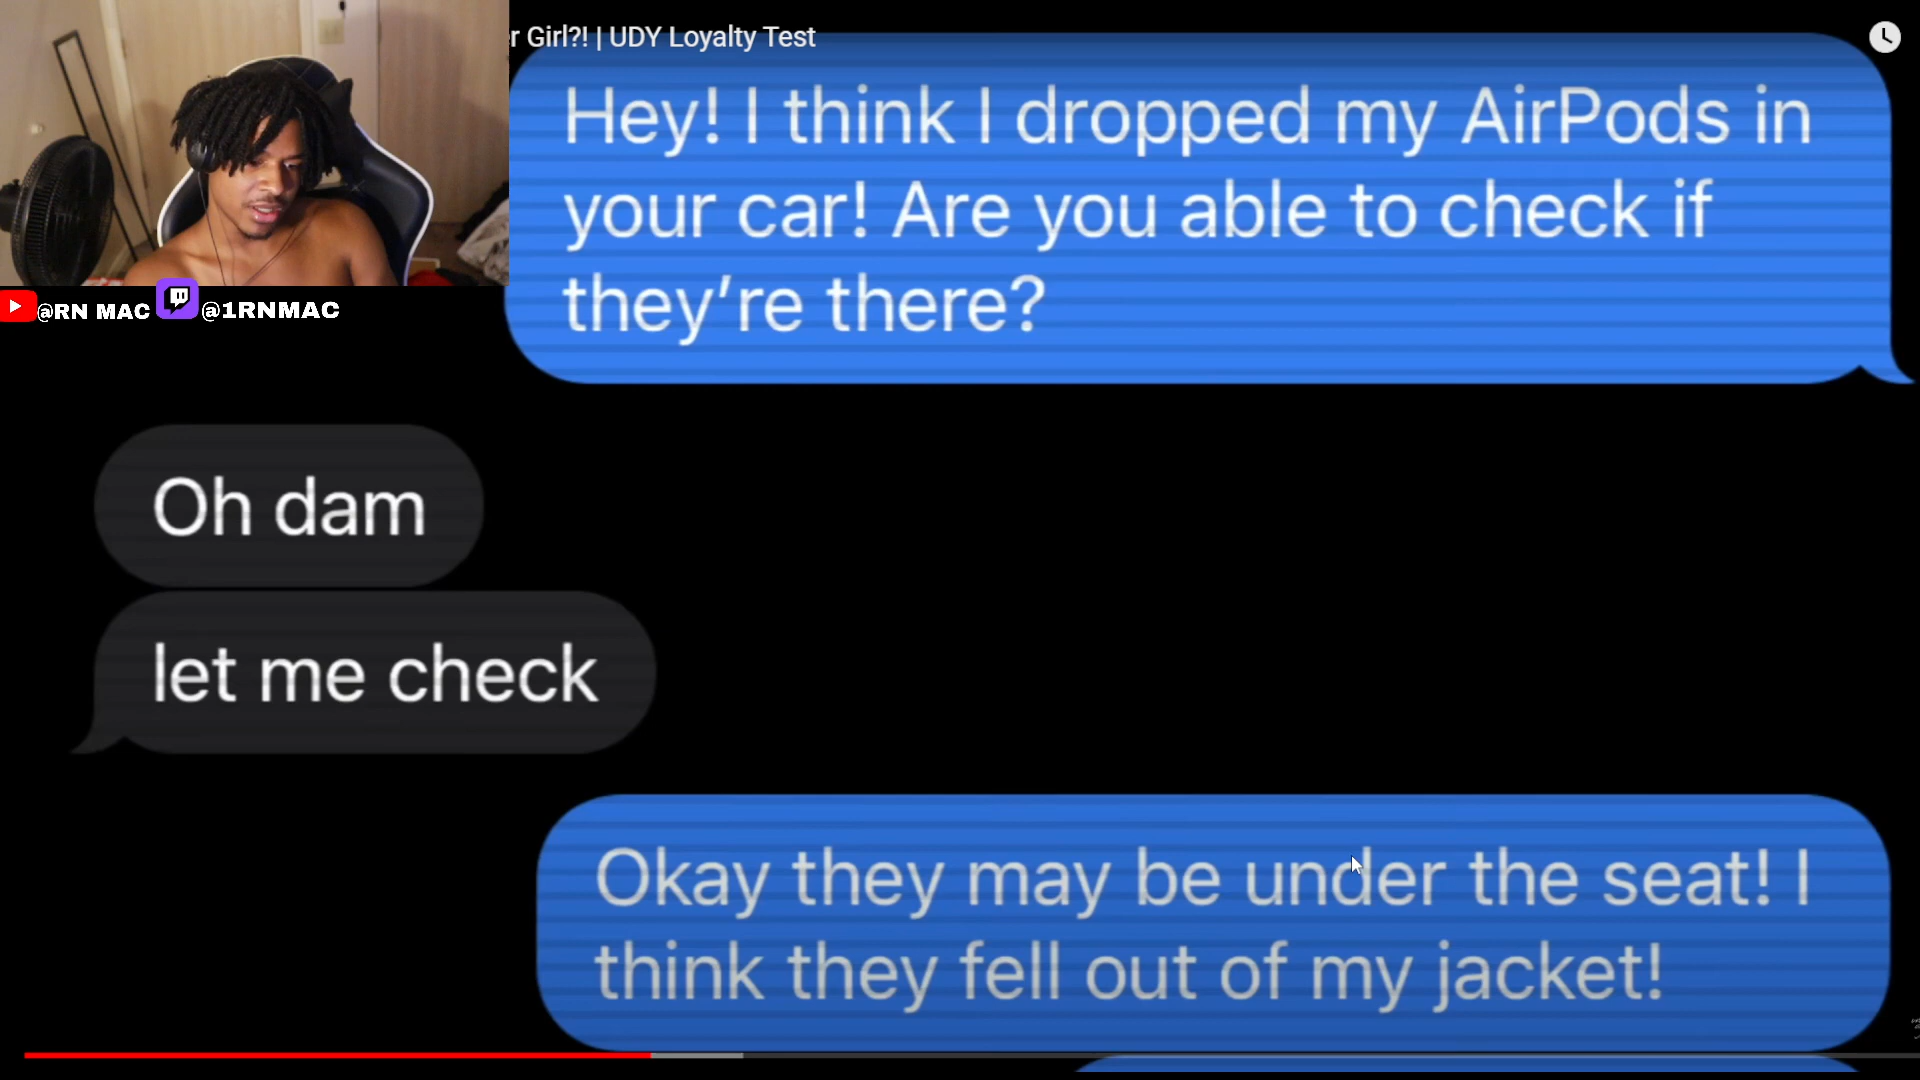 r Girl?! | UDY Loyalty Test
Hey! I think I dropped my AirPods in
your car! Are you able to check if
they’re there?
@RN MAC @1RNMAC
Oh dam
let me check
Okay they may be under the seat! I
think they fell out of my jacket!